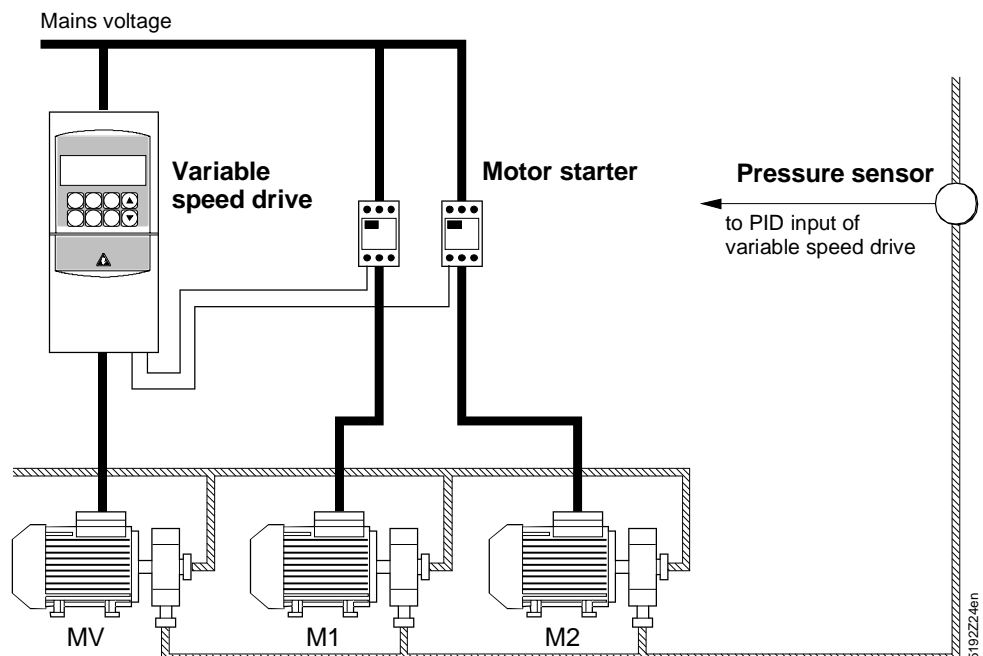 Mains voltage
Variable
speed drive
Motor starter
Pressure sensor
to PID input of
variable speed drive
MV
M1
M2
5192Z24en